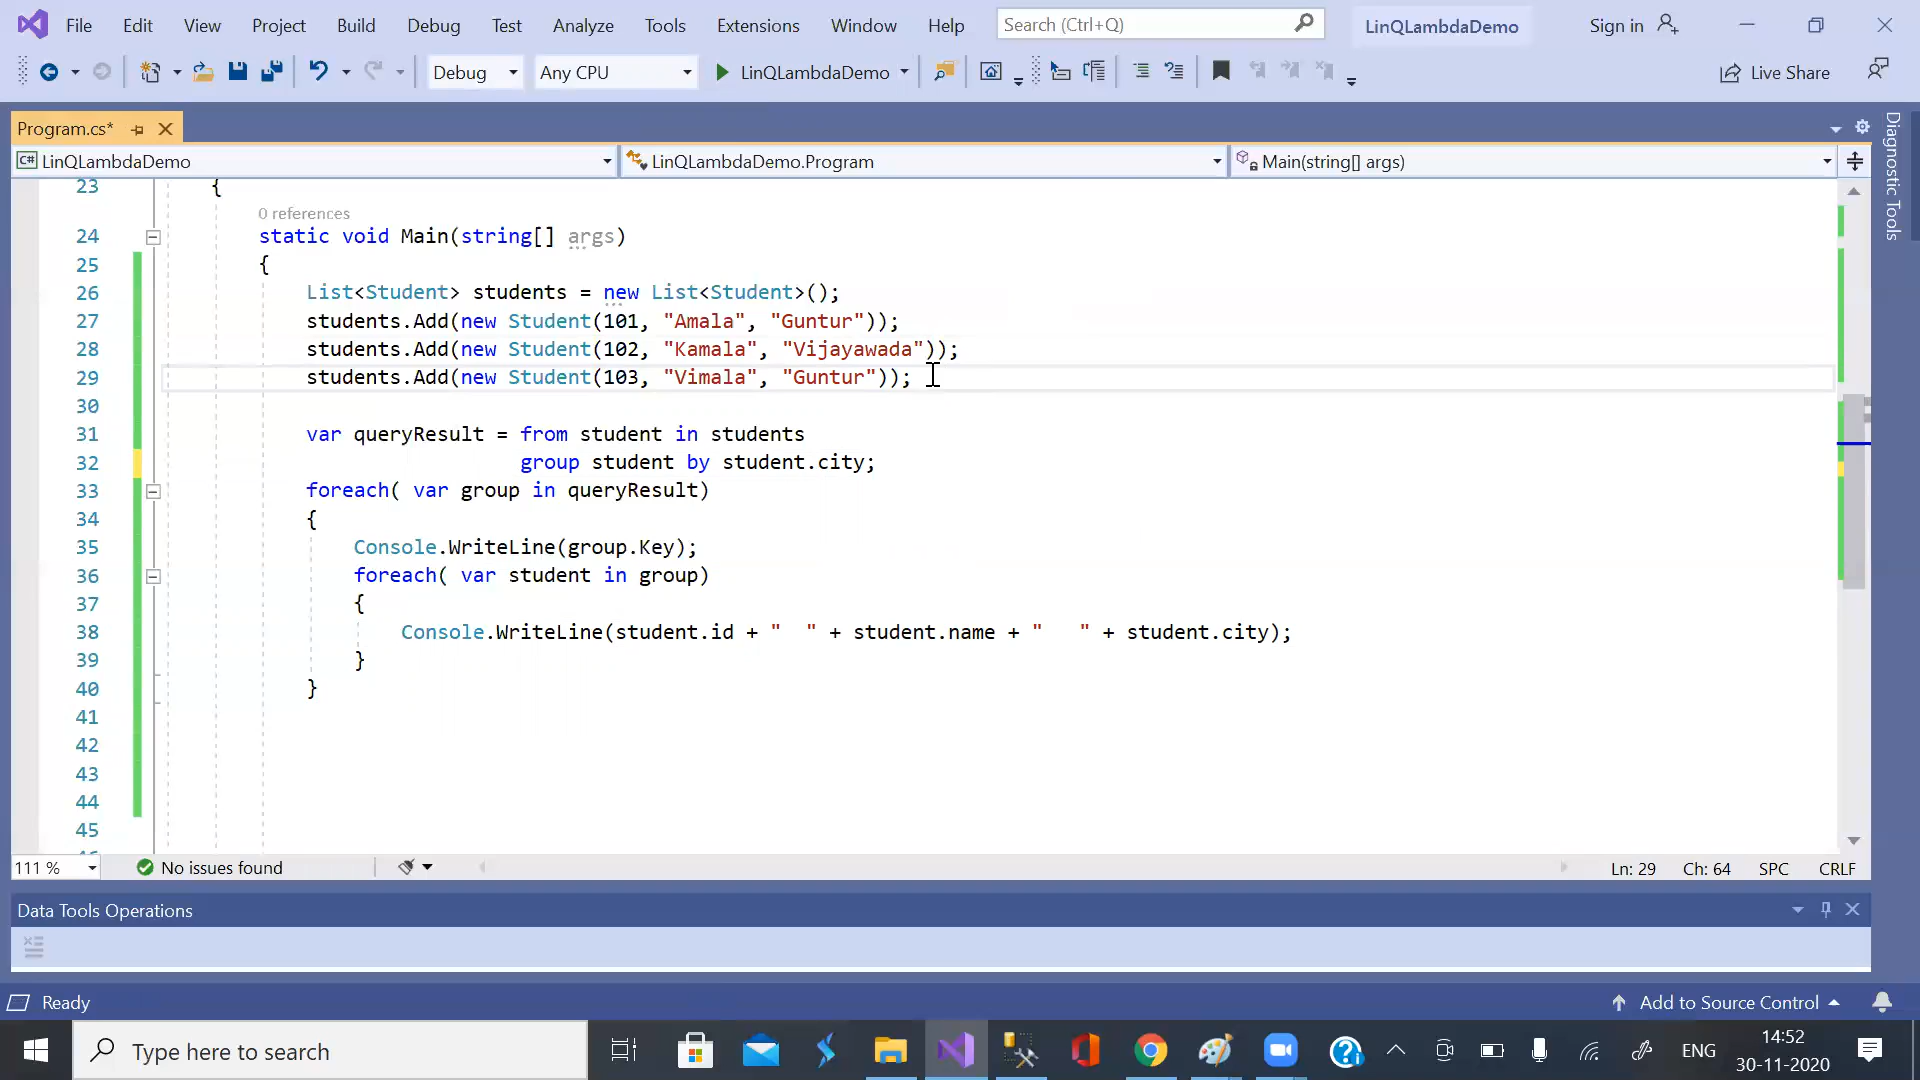 File Edit View Project Build Debug Test Analyze Tools Extensions Window Help Search (Ctrl+Q) LinQLambdaDemo Sign in
Debug Any CPU LinQLambdaDemo Live Share
Program.cs*
C# LinQLambdaDemo LinQLambdaDemo.Program Main(string[] args)
Diagnostic Tools
23 {
0 references
24 static void Main(string[] args)
25 {
26 List<Student> students = new List<Student>();
27 students.Add(new Student(101, "Amala", "Guntur"));
28 students.Add(new Student(102, "Kamala", "Vijayawada"));
29 students.Add(new Student(103, "Vimala", "Guntur"));
30
31 var queryResult = from student in students
32 group student by student.city;
33 foreach( var group in queryResult)
34 {
35 Console.WriteLine(group.Key);
36 foreach( var student in group)
37 {
38 Console.WriteLine(student.id + "  " + student.name + "   " + student.city);
39 }
40 }
41
42
43
44
45
111 % No issues found Ln: 29 Ch: 64 SPC CRLF
Data Tools Operations
Ready Add to Source Control
Type here to search ENG 14:52
30-11-2020